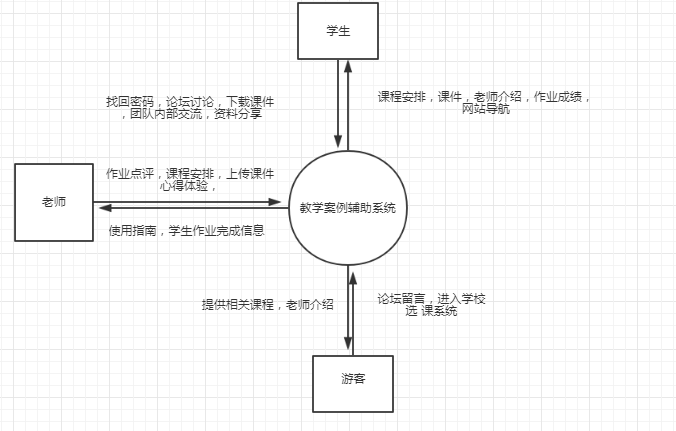 学生
找回密码，论坛讨论，下载课件
，团队内部交流，资料分享
课程安排，课件，老师介绍，作业成绩，
网站导航
作业点评，课程安排，上传课件
心得体验，
老师
教学案例辅助系统
使用指南，学生作业完成信息
提供相关课程，老师介绍
论坛留言，进入学校
选 课系统
游客